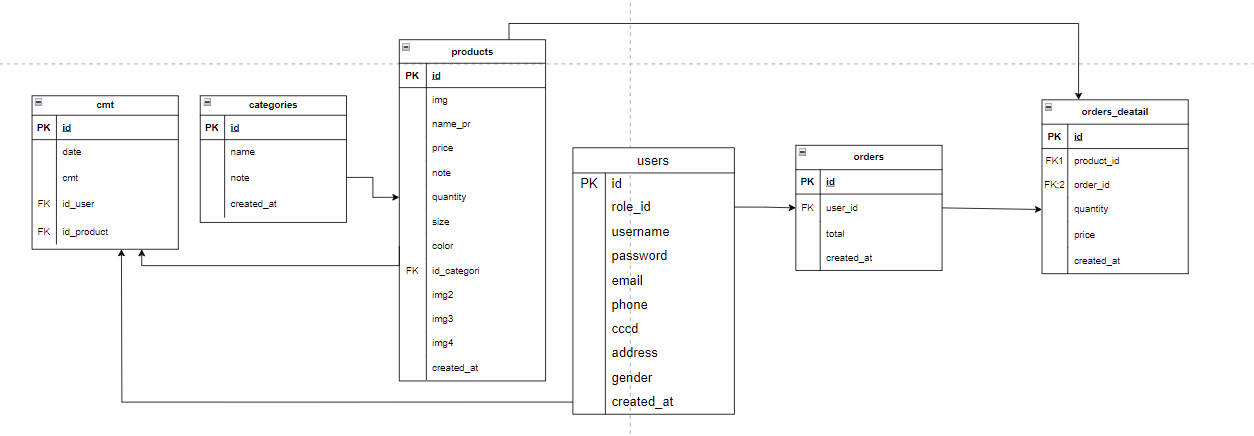 cmt
PK id
date
cmt
FK id_user
FK id_product
categories
PK id
name
note
created_at
products
PK id
img
name_pr
price
note
quantity
size
color
FK id_categori
img2
img3
img4
created_at
users
PK id
role_id
username
password
email
phone
cccd
address
gender
created_at
orders
PK id
FK user_id
total
created_at
orders_deatail
PK id
FK1 product_id
FK;2 order_id
quantity
price
created_at